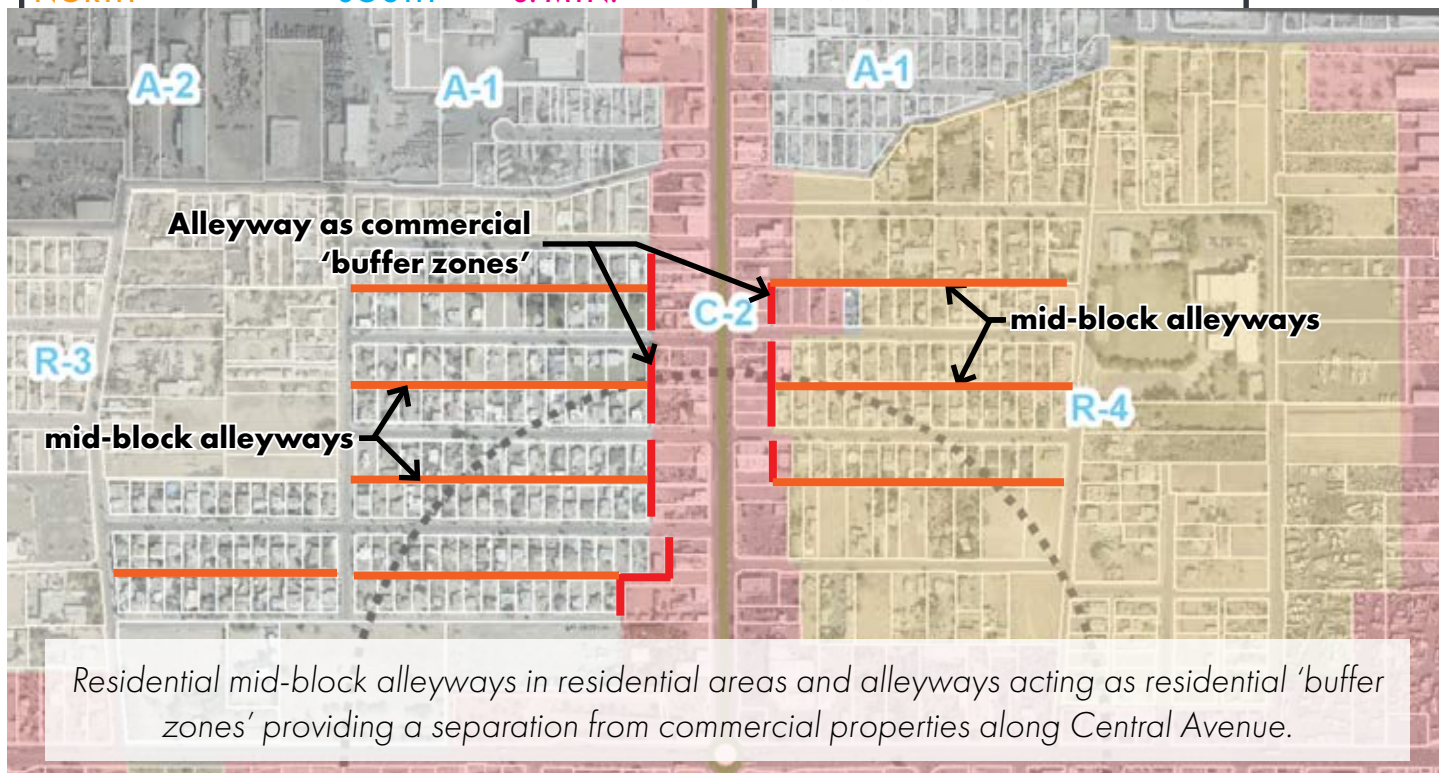 A-2
A-1
A-1
Alleyway as commercial
‘buffer zones’
C-2
mid-block alleyways
R-3
R-4
mid-block alleyways
Residential mid-block alleyways in residential areas and alleyways acting as residential ‘buffer
zones’ providing a separation from commercial properties along Central Avenue.